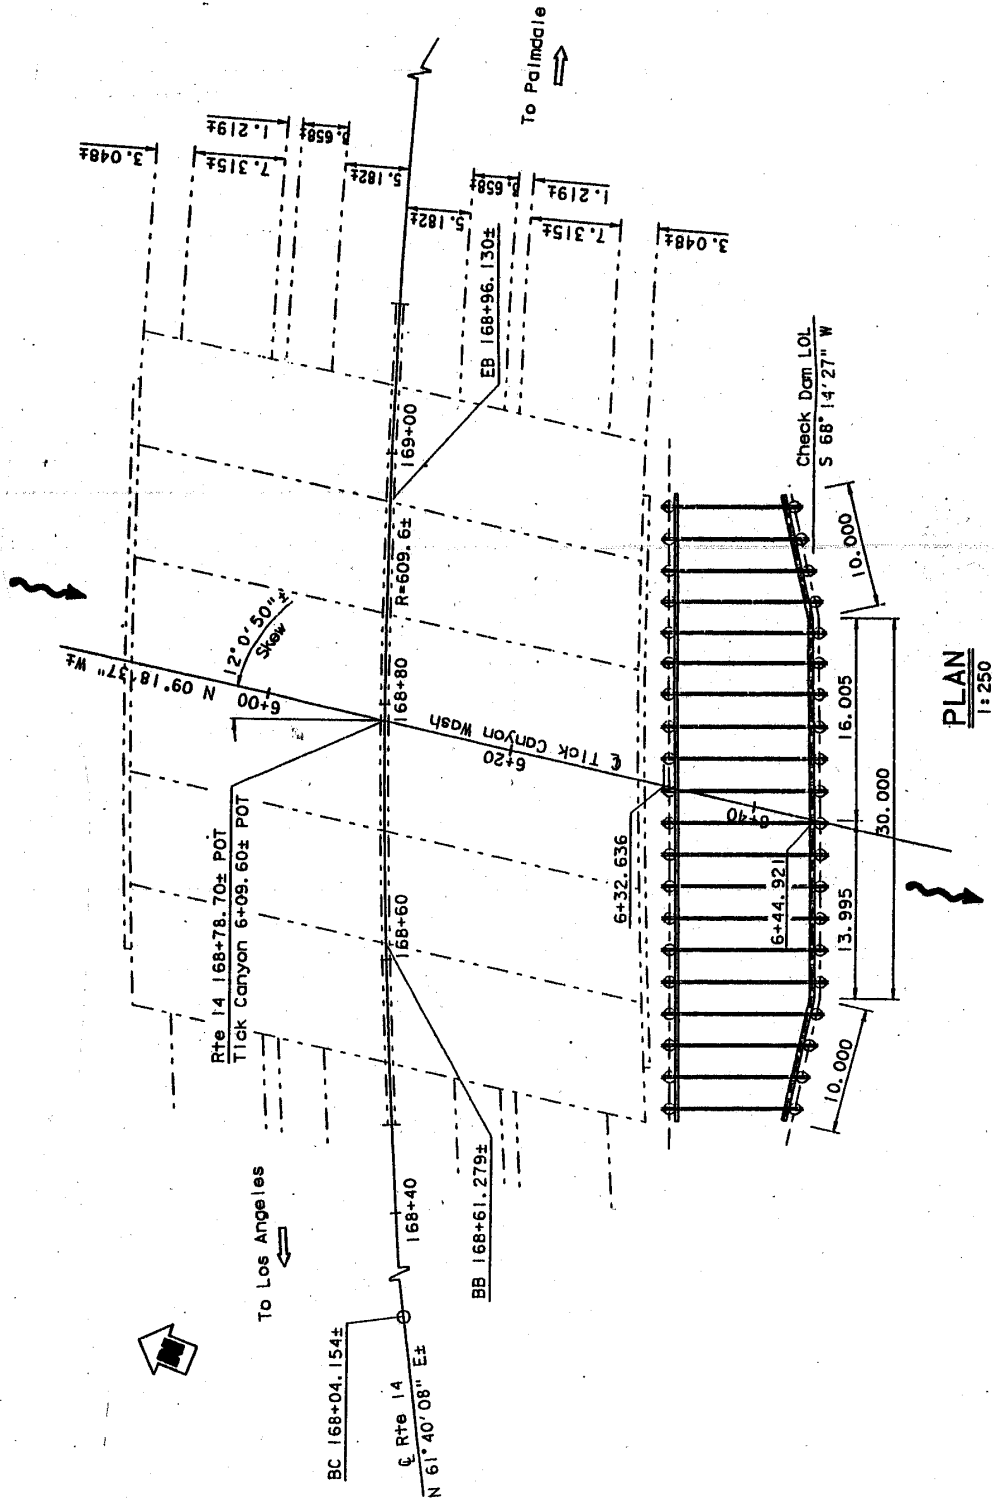 To Palmdale
3.048±
7.315±
1.219±
3.658±
5.182±
5.182±
3.658±
1.219±
7.315±
3.048±
EB 168+96.130±
169+00
R=609.6±
12°0'50"±
Skew
N 09°18'37" W±
6+00
168+80
℄ Tick Canyon Wash
6+20
Rte 14 168+78.70± POT
Tick Canyon 6+09.60± POT
168+60
BB 168+61.279±
168+40
To Los Angeles
BC 168+04.154±
℄ Rte 14
N 61°40'08" E±
6+32.636
6+40
6+44.921
Check Dam LOL
S 68°14'27" W
10.000
16.005
30.000
13.995
10.000
PLAN
1:250